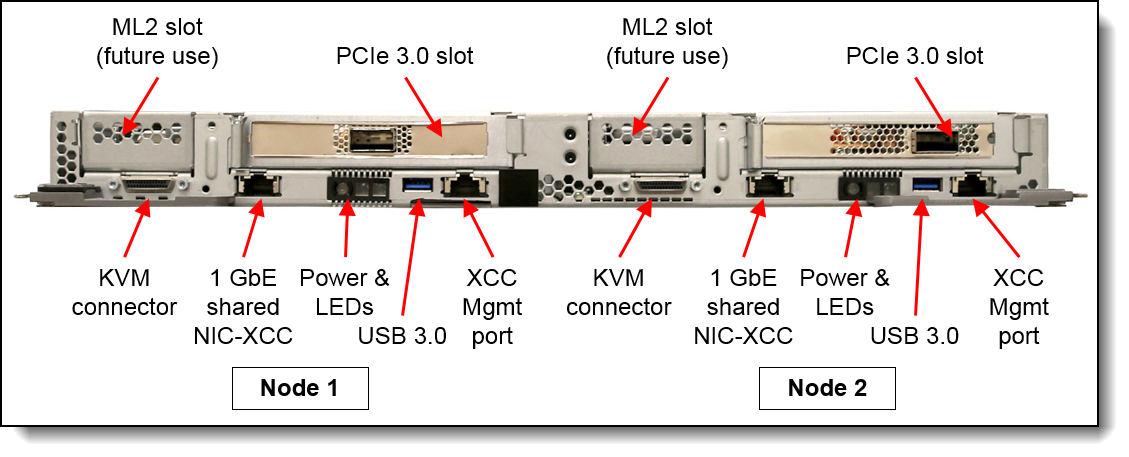 ML2 slot
(future use)
PCIe 3.0 slot
ML2 slot
(future use)
PCIe 3.0 slot
KVM
connector
1 GbE
shared
NIC-XCC
Power &
LEDs
USB 3.0
XCC
Mgmt
port
KVM
connector
1 GbE
shared
NIC-XCC
Power &
LEDs
USB 3.0
XCC
Mgmt
port
Node 1
Node 2